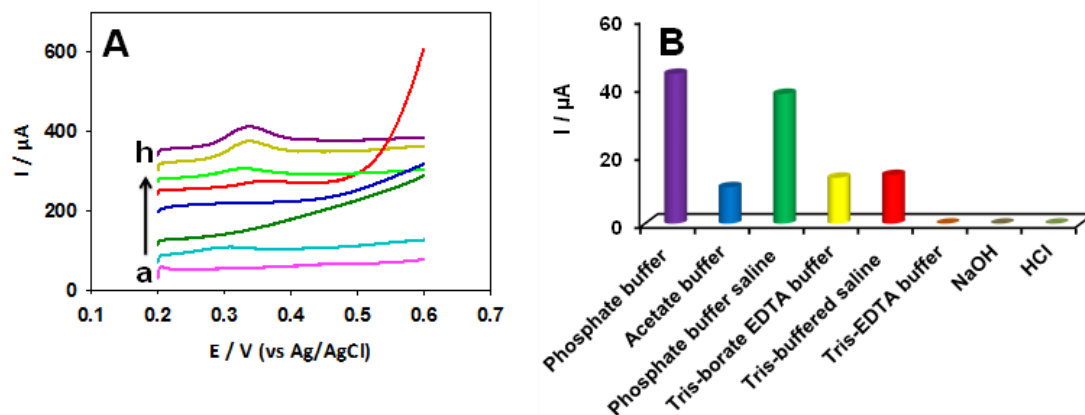 A
I / µA
600
400
200
0
h
a
0.1 0.2 0.3 0.4 0.5 0.6 0.7
E / V (vs Ag/AgCl)
B
I / µA
60
40
20
0
Phosphate buffer
Acetate buffer
Phosphate buffer saline
Tris-borate EDTA buffer
Tris-buffered saline
Tris-EDTA buffer
NaOH
HCl